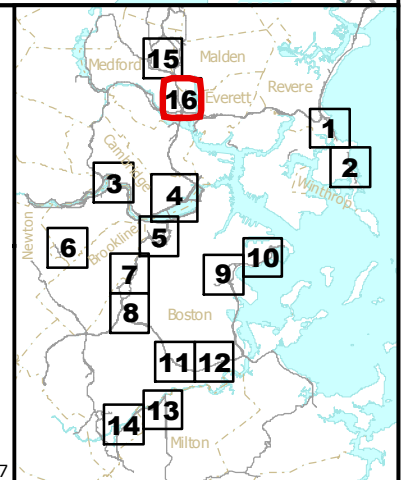 15
Malden
Medford
16
Everett
Revere
1
2
Cambridge
3
4
Winthrop
Newton
5
6
Brookline
7
9
10
8
Boston
11
12
13
14
Milton
7